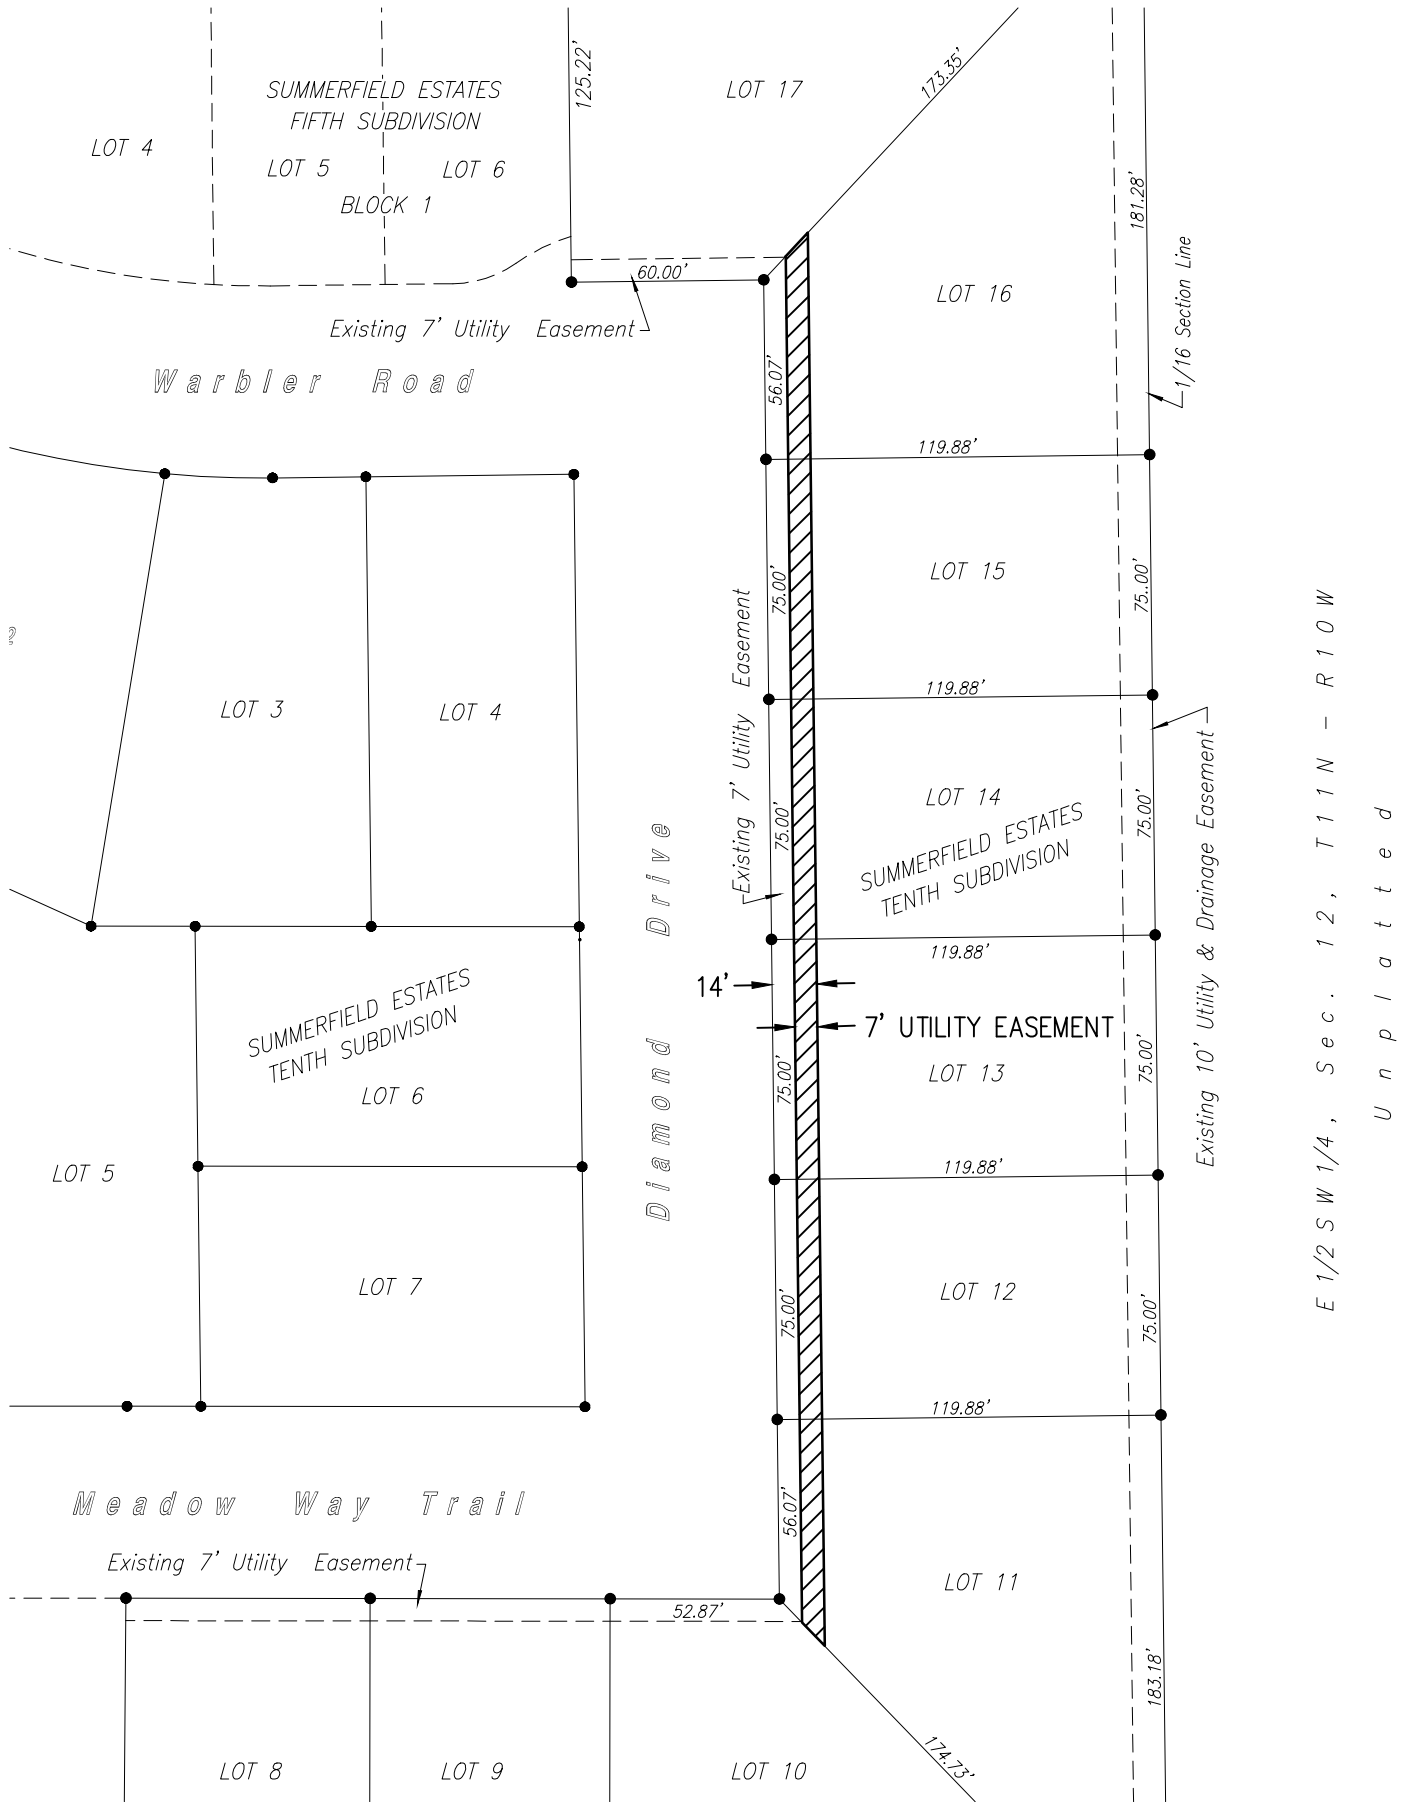 125.22'
173.35'
SUMMERFIELD ESTATES
FIFTH SUBDIVISION
LOT 17
LOT 4
LOT 5
LOT 6
BLOCK 1
181.28'
60.00'
Existing 7' Utility Easement
LOT 16
1/16 Section Line
Warbler Road
56.07'
119.88'
LOT 15
75.00'
75.00'
Existing 7' Utility Easement
119.88'
LOT 3
LOT 4
LOT 14
75.00'
75.00'
SUMMERFIELD ESTATES
TENTH SUBDIVISION
Existing 10' Utility & Drainage Easement
E 1/2 SW 1/4, Sec. 12, T11N - R10W
Unplatted
Diamond Drive
119.88'
14'
7' UTILITY EASEMENT
SUMMERFIELD ESTATES
TENTH SUBDIVISION
LOT 6
LOT 13
75.00'
75.00'
LOT 5
119.88'
LOT 7
LOT 12
75.00'
75.00'
119.88'
Meadow Way Trail
56.07'
Existing 7' Utility Easement
LOT 11
52.87'
183.18'
174.73'
LOT 8
LOT 9
LOT 10